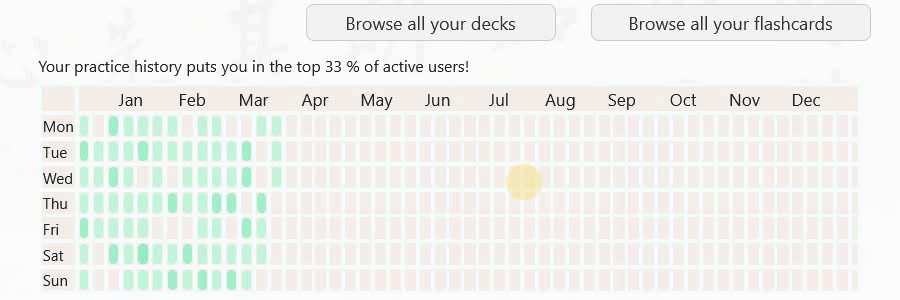 Browse all your decks Browse all your flashcards
Your practice history puts you in the top 33 % of active users!
Jan Feb Mar Apr May Jun Jul Aug Sep Oct Nov Dec
Mon
Tue
Wed
Thu
Fri
Sat
Sun